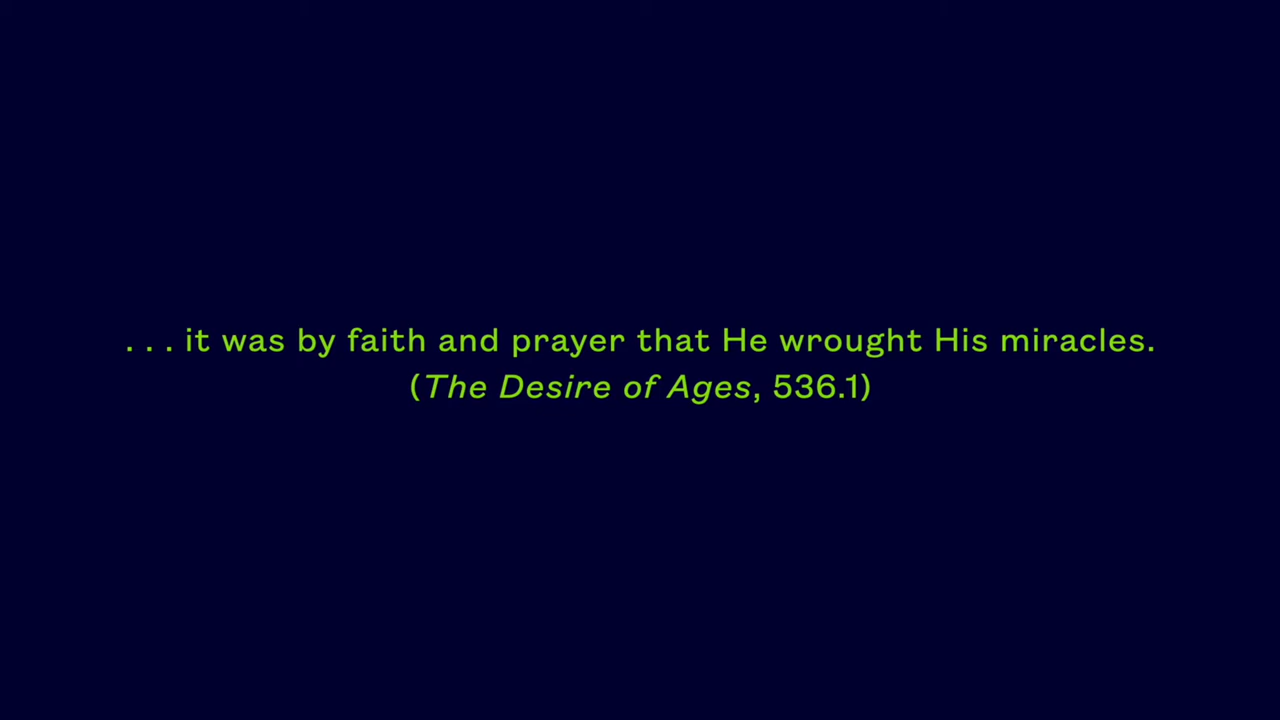 . . . it was by faith and prayer that He wrought His miracles.
(The Desire of Ages, 536.1)